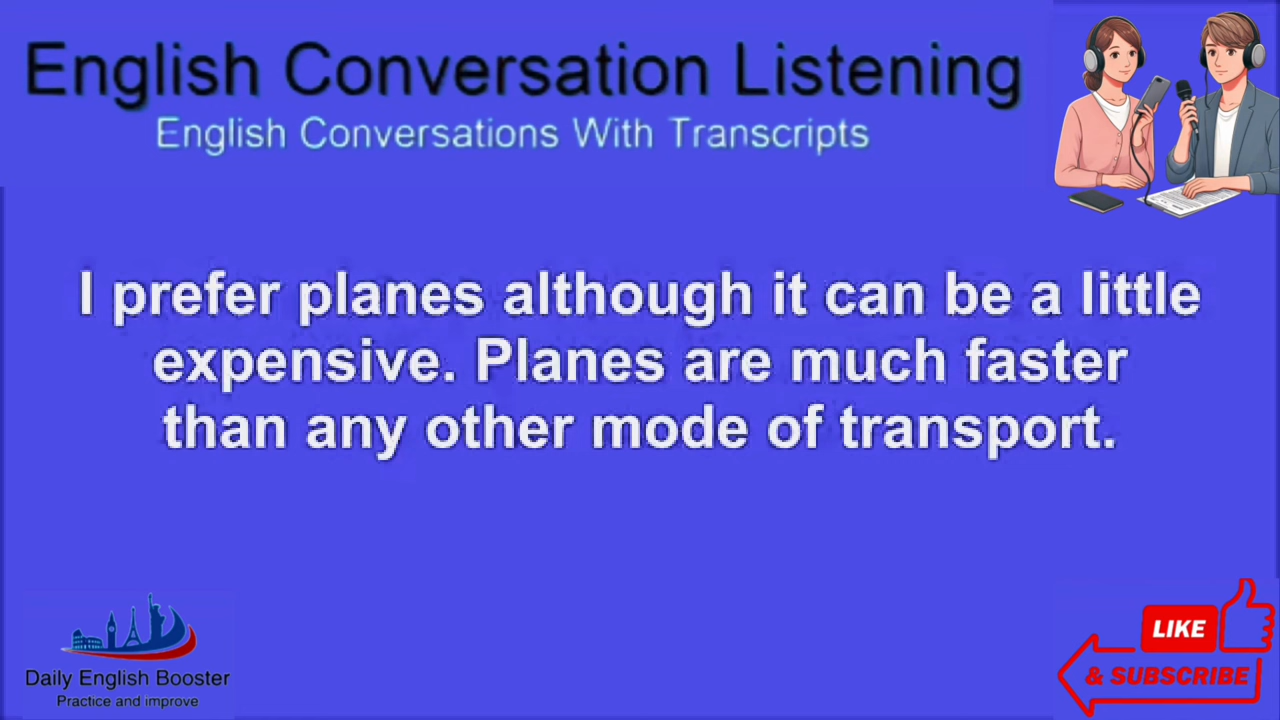 English Conversation Listening
English Conversations With Transcripts
I prefer planes although it can be a little
expensive. Planes are much faster
than any other mode of transport.
Daily English Booster
Practice and improve
LIKE
& SUBSCRIBE